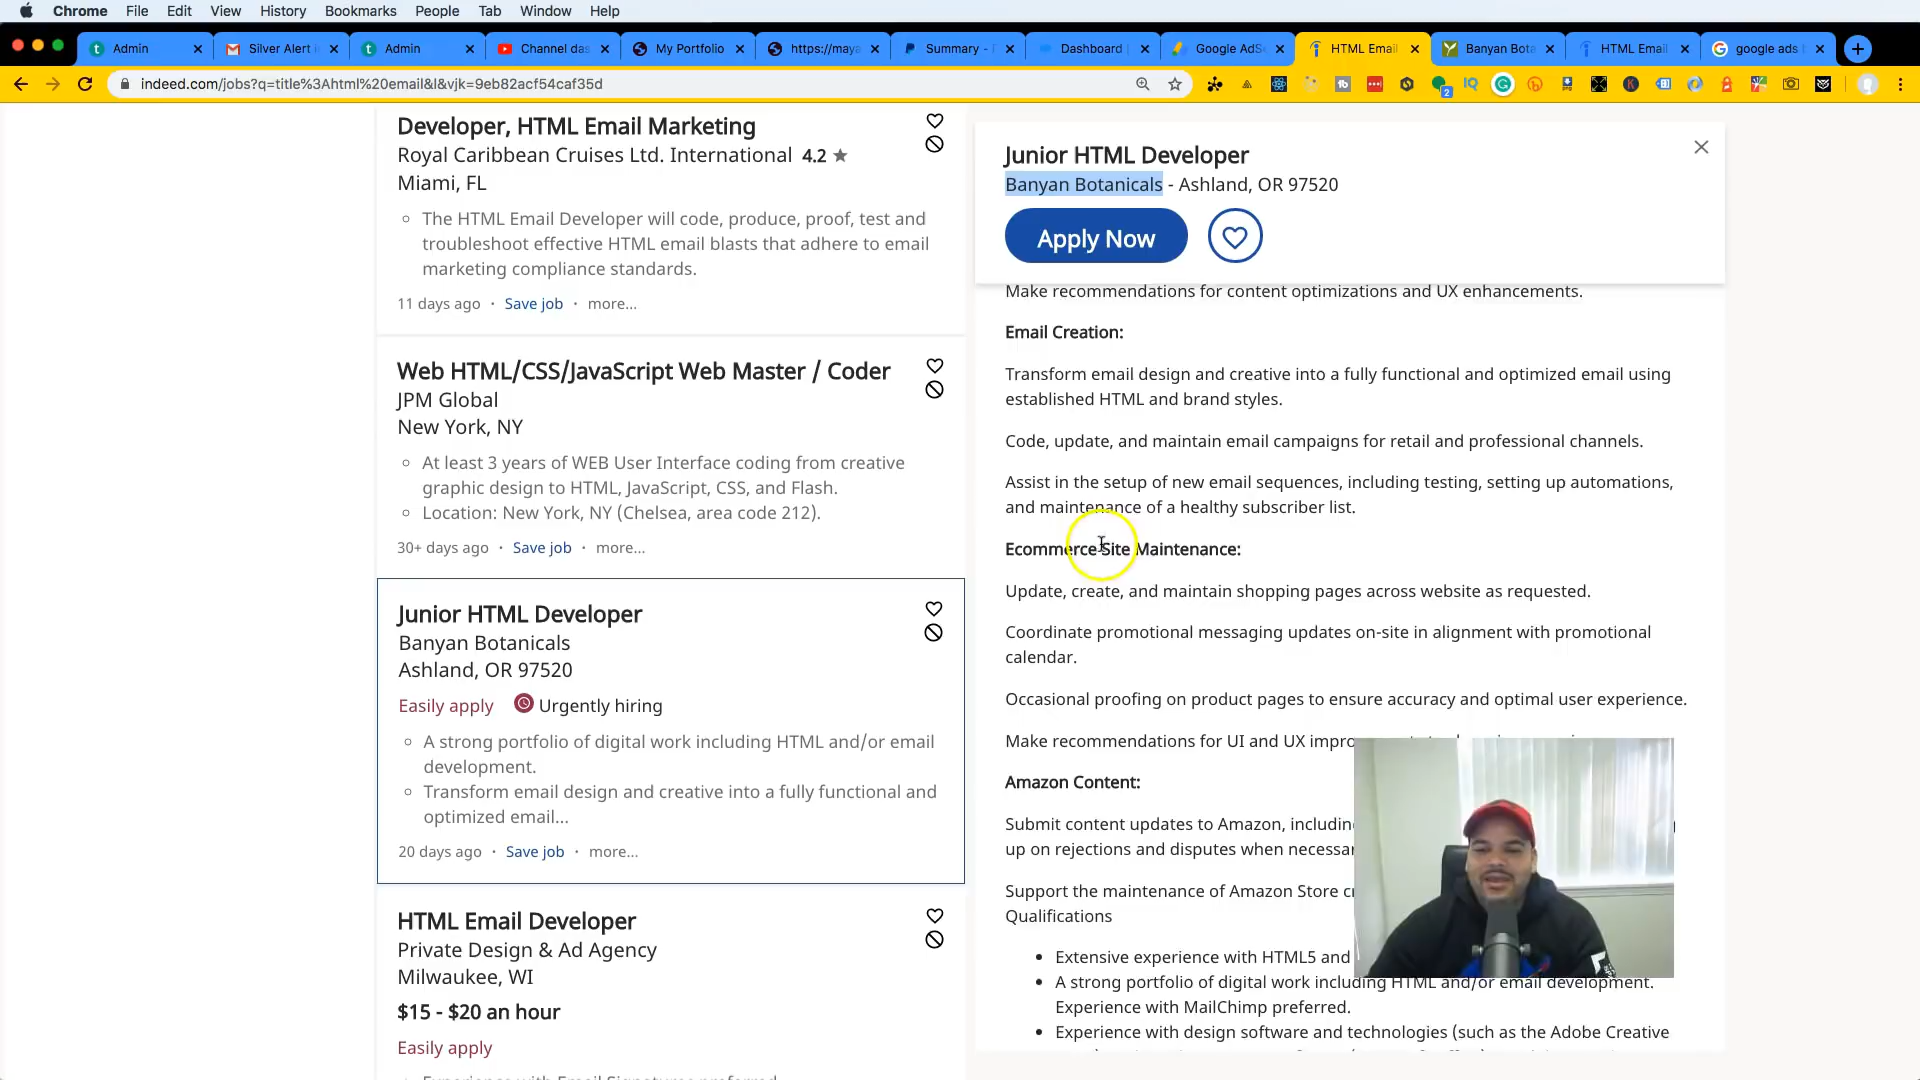 Chrome File Edit View History Bookmarks People Tab Window Help
Admin Silver Alert i Admin Channel das My Portfolio https://maya Summary - Dashboard Google AdSe HTML Email Banyan Bota HTML Email google ads
indeed.com/jobs?q=title%3Ahtml%20email&l&vjk=9eb82acf54caf35d
2
Developer, HTML Email Marketing
Royal Caribbean Cruises Ltd. International 4.2 ★
Miami, FL
The HTML Email Developer will code, produce, proof, test and
troubleshoot effective HTML email blasts that adhere to email
marketing compliance standards.
11 days ago · Save job · more...
Web HTML/CSS/JavaScript Web Master / Coder
JPM Global
New York, NY
At least 3 years of WEB User Interface coding from creative
graphic design to HTML, JavaScript, CSS, and Flash.
Location: New York, NY (Chelsea, area code 212).
30+ days ago · Save job · more...
Junior HTML Developer
Banyan Botanicals
Ashland, OR 97520
Easily apply Urgently hiring
A strong portfolio of digital work including HTML and/or email
development.
Transform email design and creative into a fully functional and
optimized email...
20 days ago · Save job · more...
HTML Email Developer
Private Design & Ad Agency
Milwaukee, WI
$15 - $20 an hour
Easily apply
Experience with Email Signatures preferred
Junior HTML Developer
Banyan Botanicals - Ashland, OR 97520
Apply Now
Make recommendations for content optimizations and UX enhancements.
Email Creation:
Transform email design and creative into a fully functional and optimized email using
established HTML and brand styles.
Code, update, and maintain email campaigns for retail and professional channels.
Assist in the setup of new email sequences, including testing, setting up automations,
and maintenance of a healthy subscriber list.
Ecommerce Site Maintenance:
Update, create, and maintain shopping pages across website as requested.
Coordinate promotional messaging updates on-site in alignment with promotional
calendar.
Occasional proofing on product pages to ensure accuracy and optimal user experience.
Make recommendations for UI and UX impro
Amazon Content:
Submit content updates to Amazon, including
up on rejections and disputes when necessar
Support the maintenance of Amazon Store cr
Qualifications
Extensive experience with HTML5 and
A strong portfolio of digital work including HTML and/or email development.
Experience with MailChimp preferred.
Experience with design software and technologies (such as the Adobe Creative